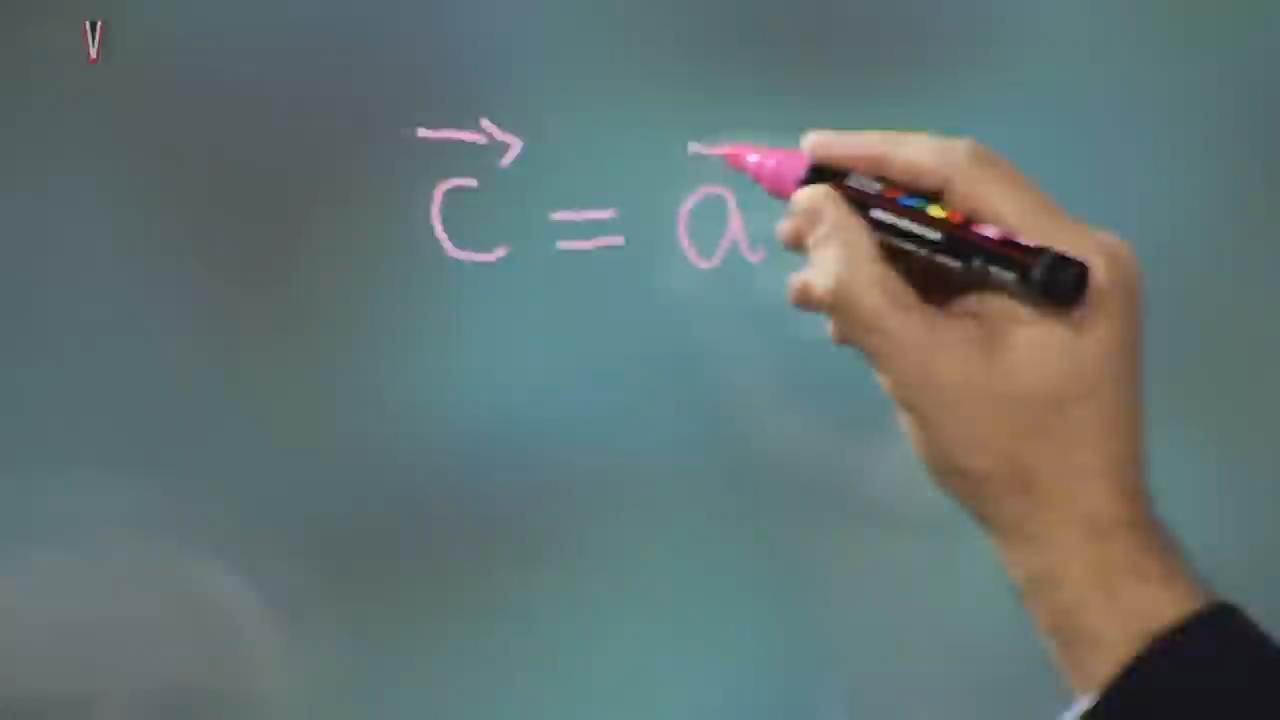 V
c⃗ = a